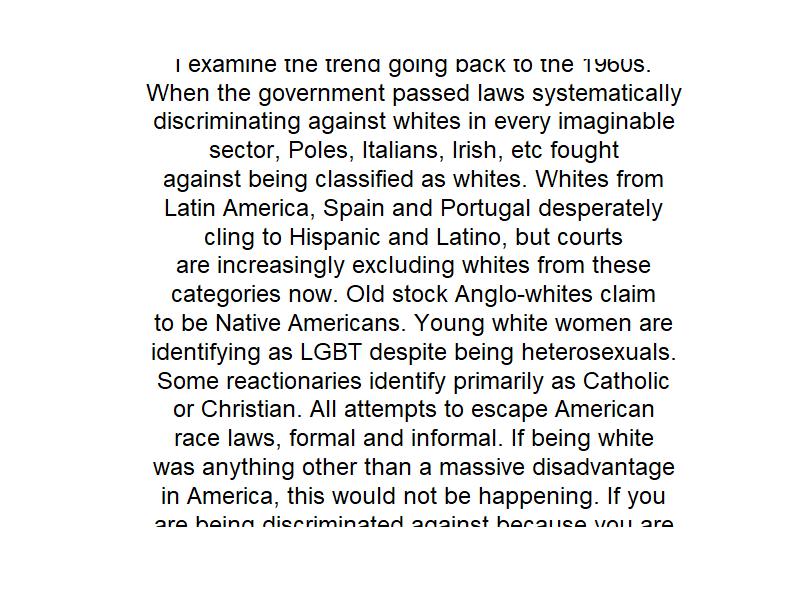 I examine the trend going back to the 1960s.
When the government passed laws systematically
discriminating against whites in every imaginable
sector, Poles, Italians, Irish, etc fought
against being classified as whites. Whites from
Latin America, Spain and Portugal desperately
cling to Hispanic and Latino, but courts
are increasingly excluding whites from these
categories now. Old stock Anglo-whites claim
to be Native Americans. Young white women are
identifying as LGBT despite being heterosexuals.
Some reactionaries identify primarily as Catholic
or Christian. All attempts to escape American
race laws, formal and informal. If being white
was anything other than a massive disadvantage
in America, this would not be happening. If you
are being discriminated against because you are